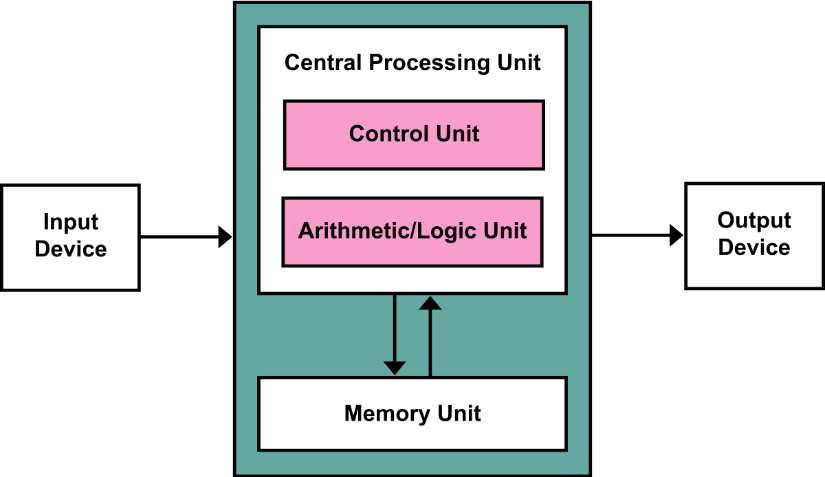 Central Processing Unit
Control Unit
Arithmetic/Logic Unit
Input
Device
Output
Device
Memory Unit